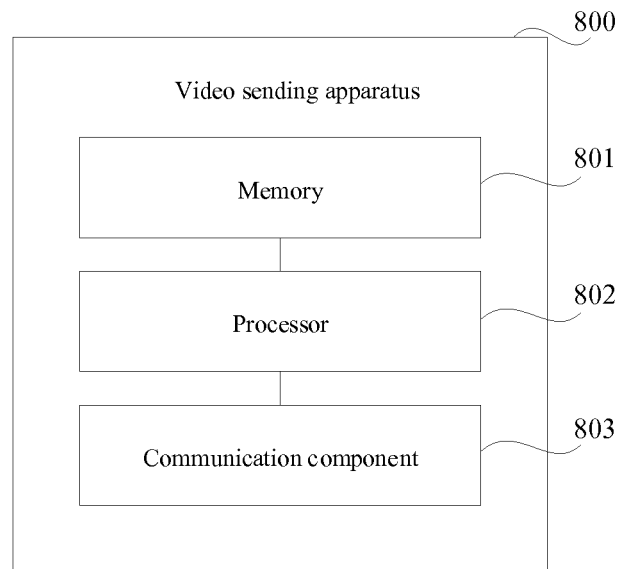 800
Video sending apparatus
801
Memory
802
Processor
803
Communication component